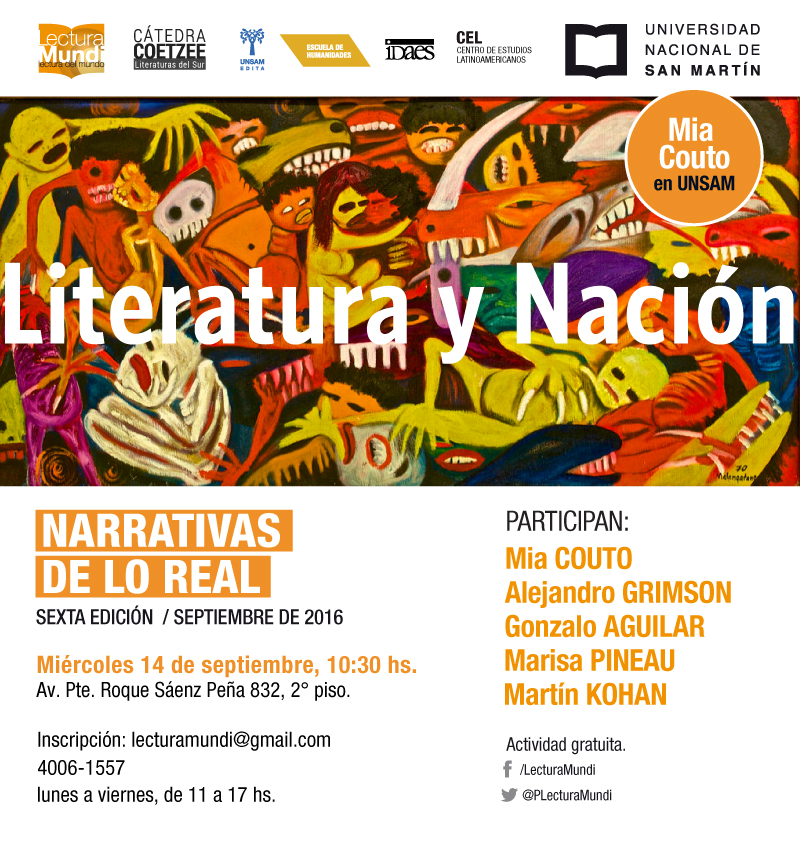 Lectura
Mundi
lectura del mundo
CÁTEDRA
COETZEE
Literaturas del Sur
UNSAM
EDITA
ESCUELA DE
HUMANIDADES
iDaes
CEL
CENTRO DE ESTUDIOS
LATINOAMERICANOS
UNIVERSIDAD
NACIONAL DE
SAN MARTÍN
Mia
Couto
en UNSAM
Literatura y Nación
70
Malangatana
NARRATIVAS
DE LO REAL
SEXTA EDICIÓN / SEPTIEMBRE DE 2016
Miércoles 14 de septiembre, 10:30 hs.
Av. Pte. Roque Sáenz Peña 832, 2° piso.
Inscripción: lecturamundi@gmail.com
4006-1557
lunes a viernes, de 11 a 17 hs.
PARTICIPAN:
Mia COUTO
Alejandro GRIMSON
Gonzalo AGUILAR
Marisa PINEAU
Martín KOHAN
Actividad gratuita.
/LecturaMundi
@PLecturaMundi